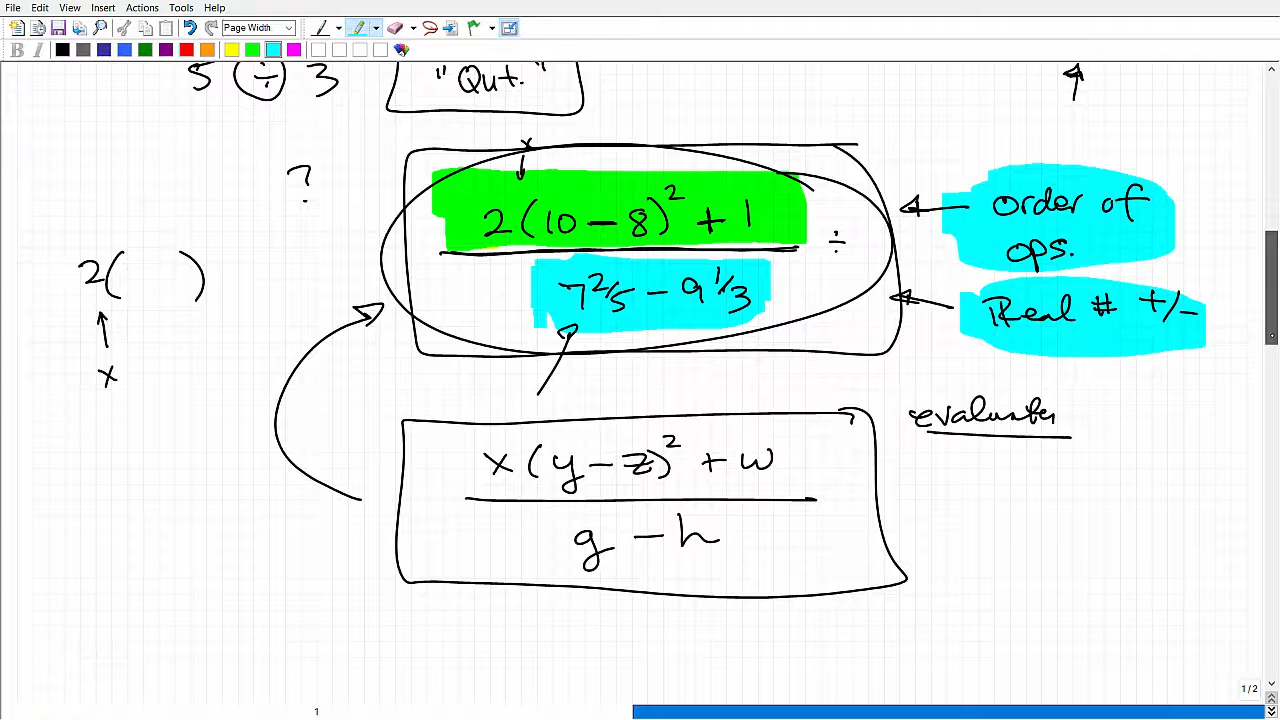 File Edit View Insert Actions Tools Help
Page Width
B I
5 ÷ 3 "Qut."
?
x
2(10 − 8)² + 1
7 2/5 − 9 1/3
÷
order of
ops.
Real # +/−
2( )
x
evaluate
x(y − z)² + w
g − h
1/2
1